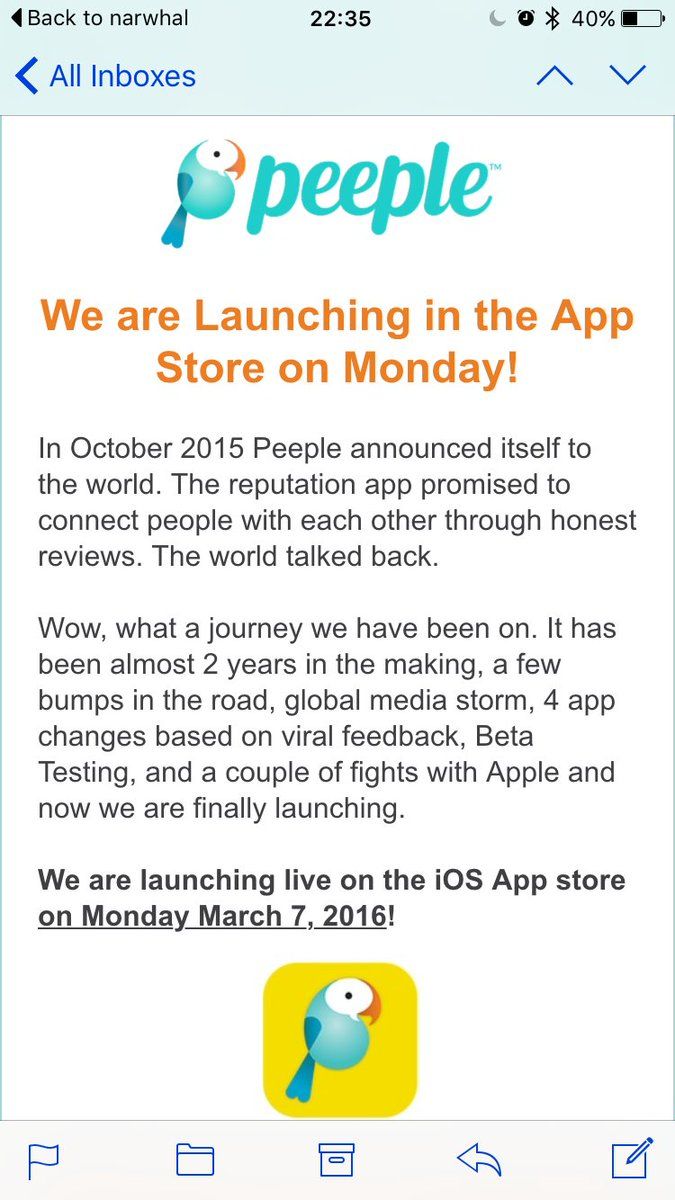 Back to narwhal 22:35 40%
All Inboxes
peeple™
We are Launching in the App
Store on Monday!
In October 2015 Peeple announced itself to
the world. The reputation app promised to
connect people with each other through honest
reviews. The world talked back.
Wow, what a journey we have been on. It has
been almost 2 years in the making, a few
bumps in the road, global media storm, 4 app
changes based on viral feedback, Beta
Testing, and a couple of fights with Apple and
now we are finally launching.
We are launching live on the iOS App store
on Monday March 7, 2016!